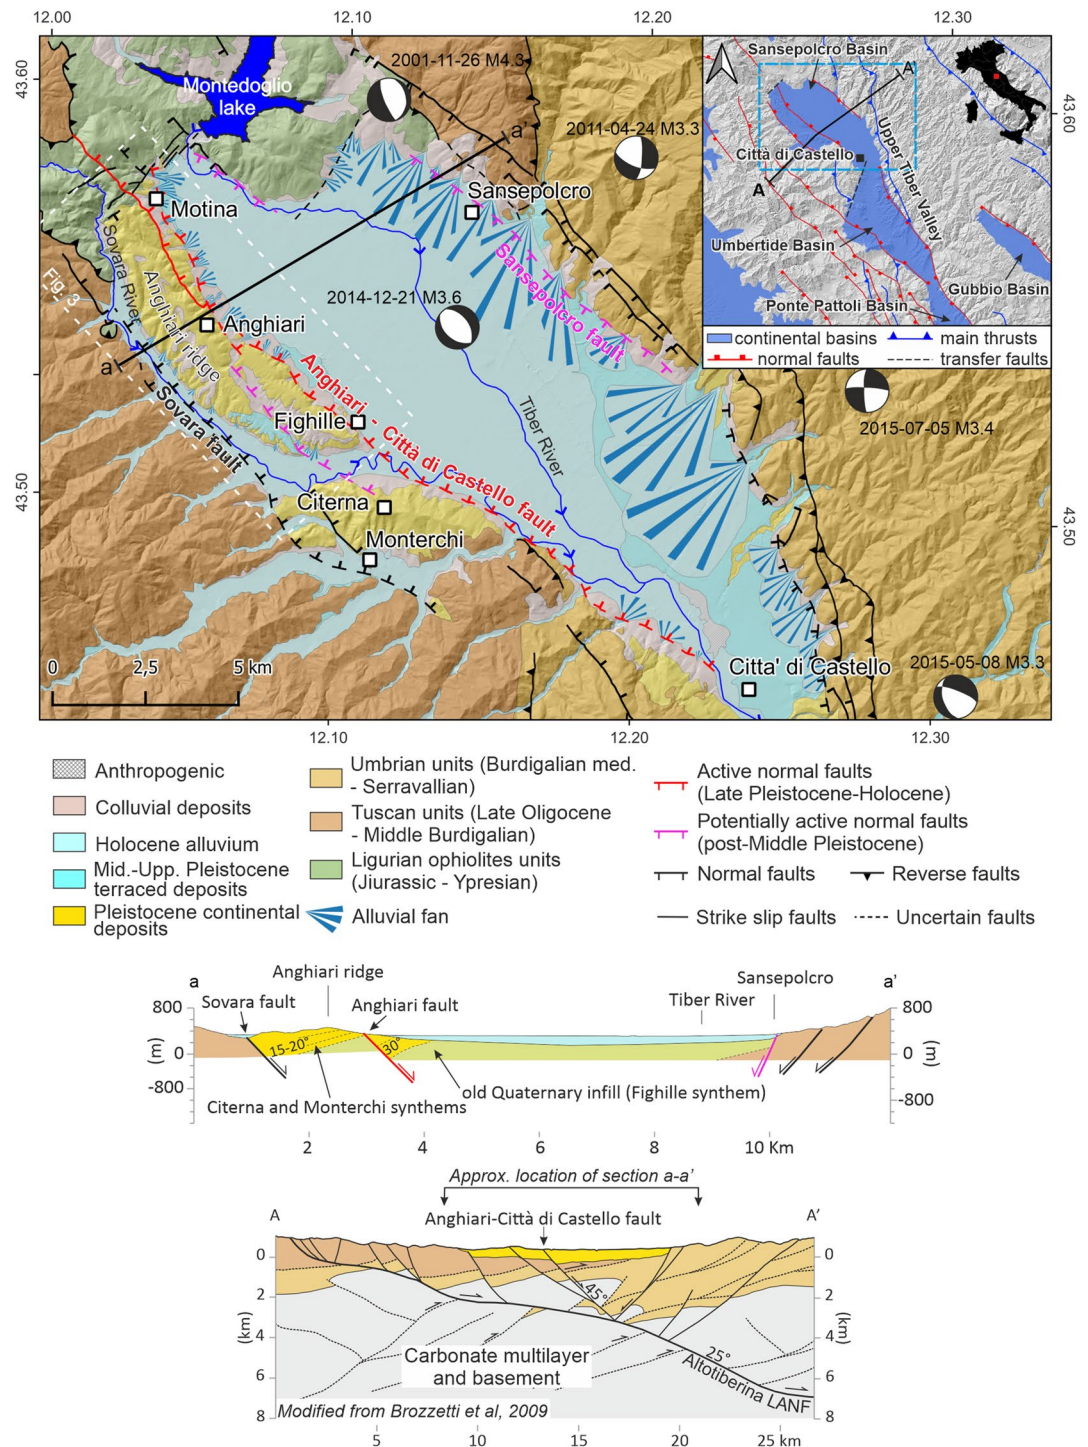 12.00
12.10
12.20
12.30
43.60
43.60
43.50
43.50
12.10
12.20
12.30
Montedoglio
lake
2001-11-26 M4.3
a'
2011-04-24 M3.3
Motina
Sansepolcro
Sovara River
Anghiari ridge
Fig. 3
a
2014-12-21 M3.6
Anghiari
Sansepolcro fault
Sovara fault
Fighille
Anghiari - Città di Castello fault
Tiber River
Citerna
Monterchi
2015-07-05 M3.4
Citta' di Castello
2015-05-08 M3.3
0 2,5 5 km
Sansepolcro Basin
A'
Città di Castello
A
Upper Tiber Valley
Umbertide Basin
Gubbio Basin
Ponte Pattoli Basin
continental basins
main thrusts
normal faults
transfer faults
Anthropogenic
Colluvial deposits
Holocene alluvium
Mid.-Upp. Pleistocene
terraced deposits
Pleistocene continental
deposits
Umbrian units (Burdigalian med.
- Serravallian)
Tuscan units (Late Oligocene
- Middle Burdigalian)
Ligurian ophiolites units
(Jiurassic - Ypresian)
Alluvial fan
Active normal faults
(Late Pleistocene-Holocene)
Potentially active normal faults
(post-Middle Pleistocene)
Normal faults
Reverse faults
Strike slip faults
Uncertain faults
a
Anghiari ridge
Sansepolcro
a'
Sovara fault
Anghiari fault
Tiber River
800
(m)
0
-800
800
(m)
0
-800
15-20°
30°
Citerna and Monterchi synthems
old Quaternary infill (Fighille synthem)
2 4 6 8 10 Km
Approx. location of section a-a'
A
Anghiari-Città di Castello fault
A'
0
2
(km)
4
6
8
0
2
(km)
4
6
8
45°
25°
Altotiberina LANF
Carbonate multilayer
and basement
Modified from Brozzetti et al, 2009
5 10 15 20 25 km